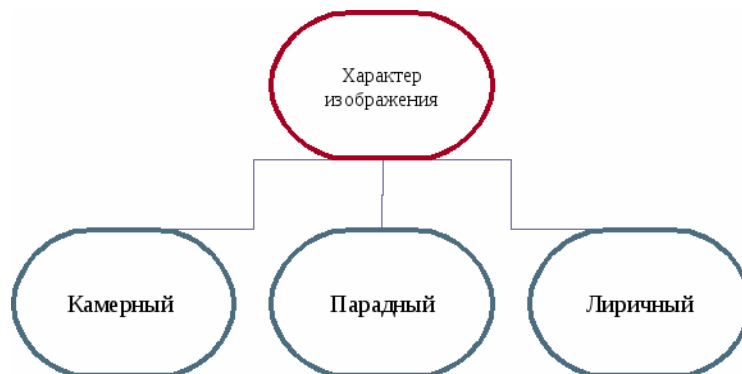 Характер
изображения
Камерный
Парадный
Лиричный